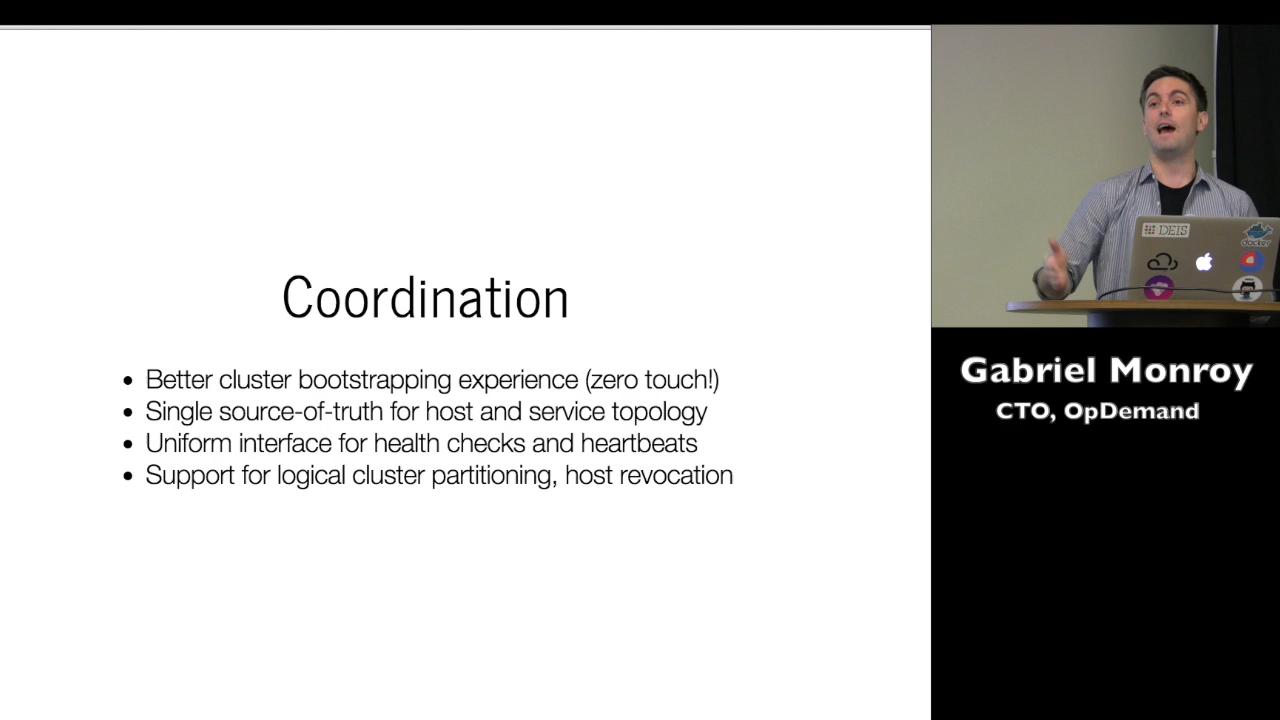 Coordination
• Better cluster bootstrapping experience (zero touch!)
• Single source-of-truth for host and service topology
• Uniform interface for health checks and heartbeats
• Support for logical cluster partitioning, host revocation
DEIS
docker
Gabriel Monroy
CTO, OpDemand